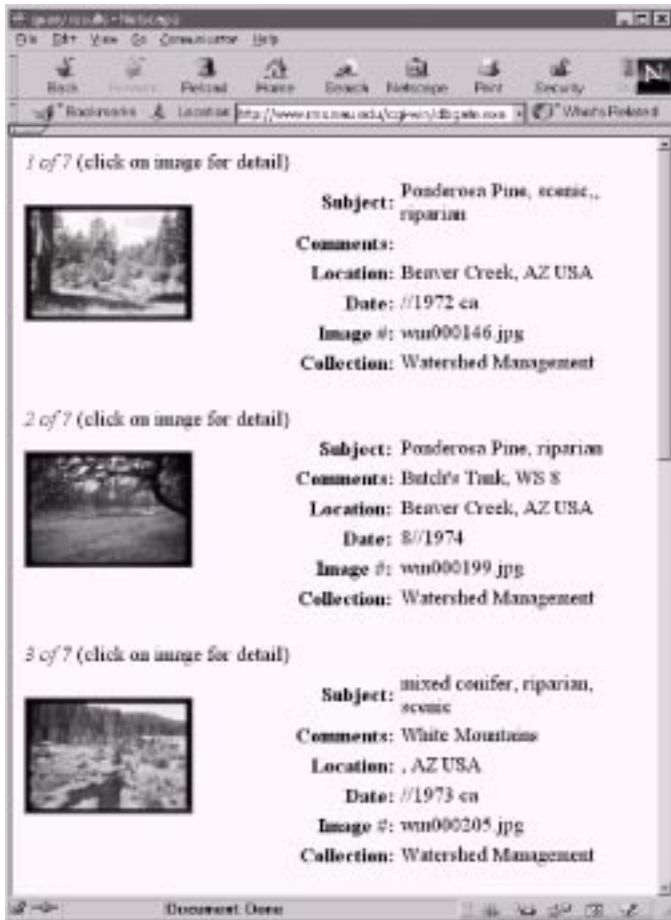 query results - Netscape
File Edit View Go Communicator Help
Back Forward Reload Home Search Netscape Print Security
Bookmarks Location: What's Related
1 of 7 (click on image for detail)
Subject: Ponderosa Pine, scenic,, riparian
Comments:
Location: Beaver Creek, AZ USA
Date: //1972 ca
Image #: wm000146.jpg
Collection: Watershed Management
2 of 7 (click on image for detail)
Subject: Ponderosa Pine, riparian
Comments: Butch's Tank, WS 8
Location: Beaver Creek, AZ USA
Date: 8//1974
Image #: wm000199.jpg
Collection: Watershed Management
3 of 7 (click on image for detail)
Subject: mixed conifer, riparian, scenic
Comments: White Mountains
Location: , AZ USA
Date: //1973 ca
Image #: wm000205.jpg
Collection: Watershed Management
Document: Done